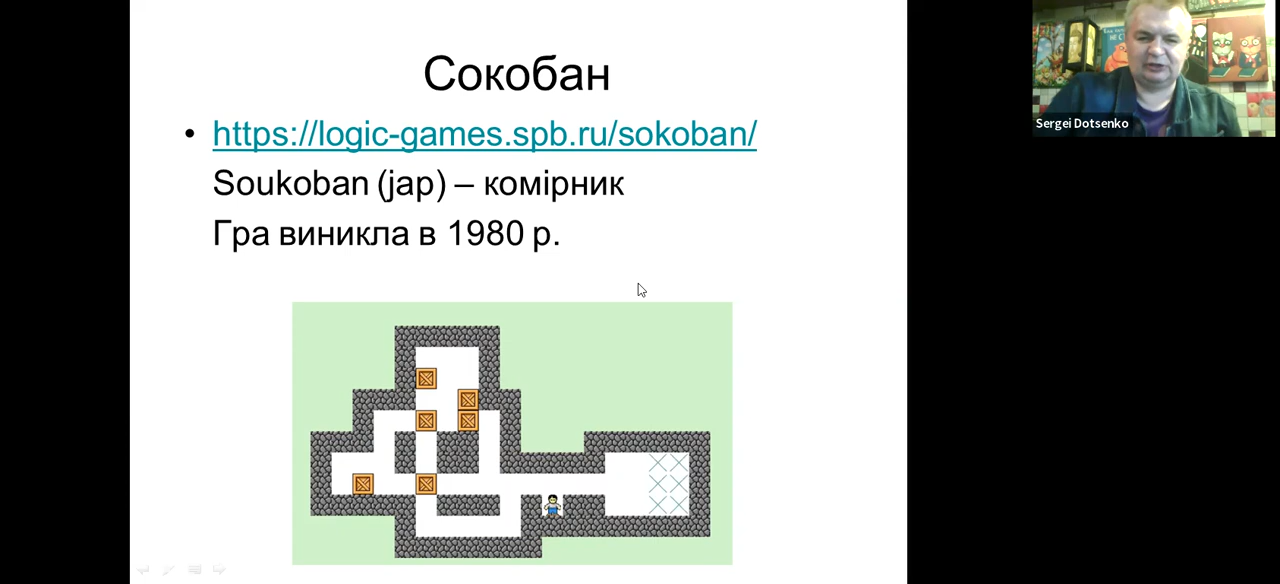 Сокобан
• https://logic-games.spb.ru/sokoban/
Soukoban (jap) – комірник
Гра виникла в 1980 р.
Sergei Dotsenko